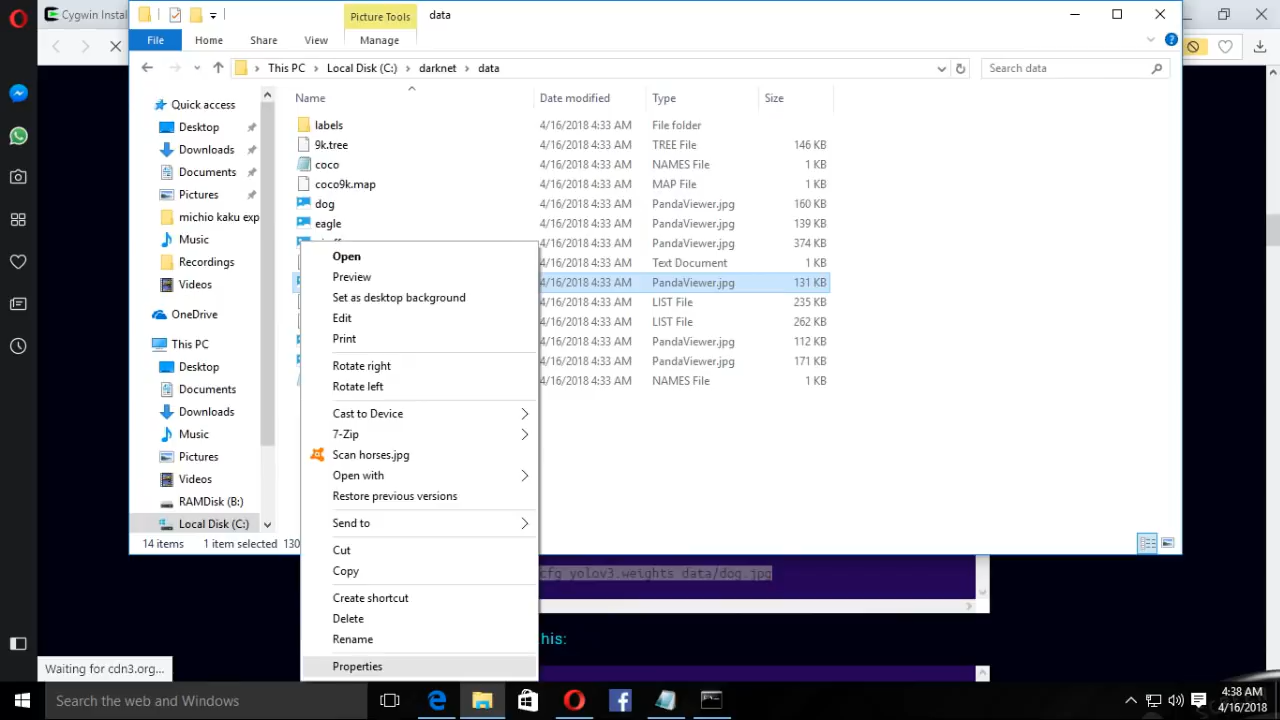 Cygwin Instal
Picture Tools
data
File
Home
Share
View
Manage
This PC
Local Disk (C:)
darknet
data
Search data
Name
Date modified
Type
Size
Quick access
Desktop
Downloads
Documents
Pictures
michio kaku exp
Music
Recordings
Videos
OneDrive
This PC
Desktop
Documents
Downloads
Music
Pictures
Videos
RAMDisk (B:)
Local Disk (C:)
labels 4/16/2018 4:33 AM File folder
9k.tree 4/16/2018 4:33 AM TREE File 146 KB
coco 4/16/2018 4:33 AM NAMES File 1 KB
coco9k.map 4/16/2018 4:33 AM MAP File 1 KB
dog 4/16/2018 4:33 AM PandaViewer.jpg 160 KB
eagle 4/16/2018 4:33 AM PandaViewer.jpg 139 KB
4/16/2018 4:33 AM PandaViewer.jpg 374 KB
4/16/2018 4:33 AM Text Document 1 KB
4/16/2018 4:33 AM PandaViewer.jpg 131 KB
4/16/2018 4:33 AM LIST File 235 KB
4/16/2018 4:33 AM LIST File 262 KB
4/16/2018 4:33 AM PandaViewer.jpg 112 KB
4/16/2018 4:33 AM PandaViewer.jpg 171 KB
4/16/2018 4:33 AM NAMES File 1 KB
Open
Preview
Set as desktop background
Edit
Print
Rotate right
Rotate left
Cast to Device
7-Zip
Scan horses.jpg
Open with
Restore previous versions
Send to
Cut
Copy
Create shortcut
Delete
Rename
Properties
14 items 1 item selected 130
cfg yolov3.weights data/dog.jpg
his:
Waiting for cdn3.org...
Search the web and Windows
4:38 AM
4/16/2018